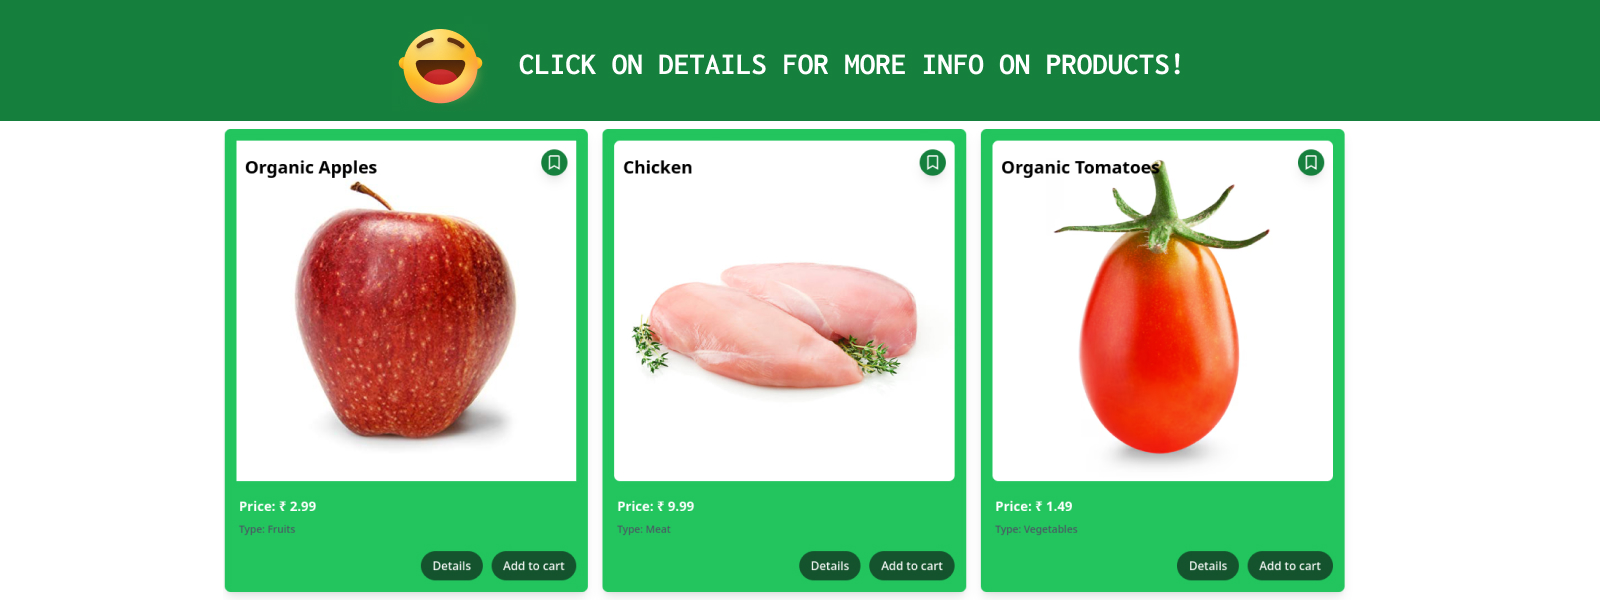 CLICK ON DETAILS FOR MORE INFO ON PRODUCTS!
Organic Apples
Price: ₹ 2.99
Type: Fruits
Details
Add to cart
Chicken
Price: ₹ 9.99
Type: Meat
Details
Add to cart
Organic Tomatoes
Price: ₹ 1.49
Type: Vegetables
Details
Add to cart